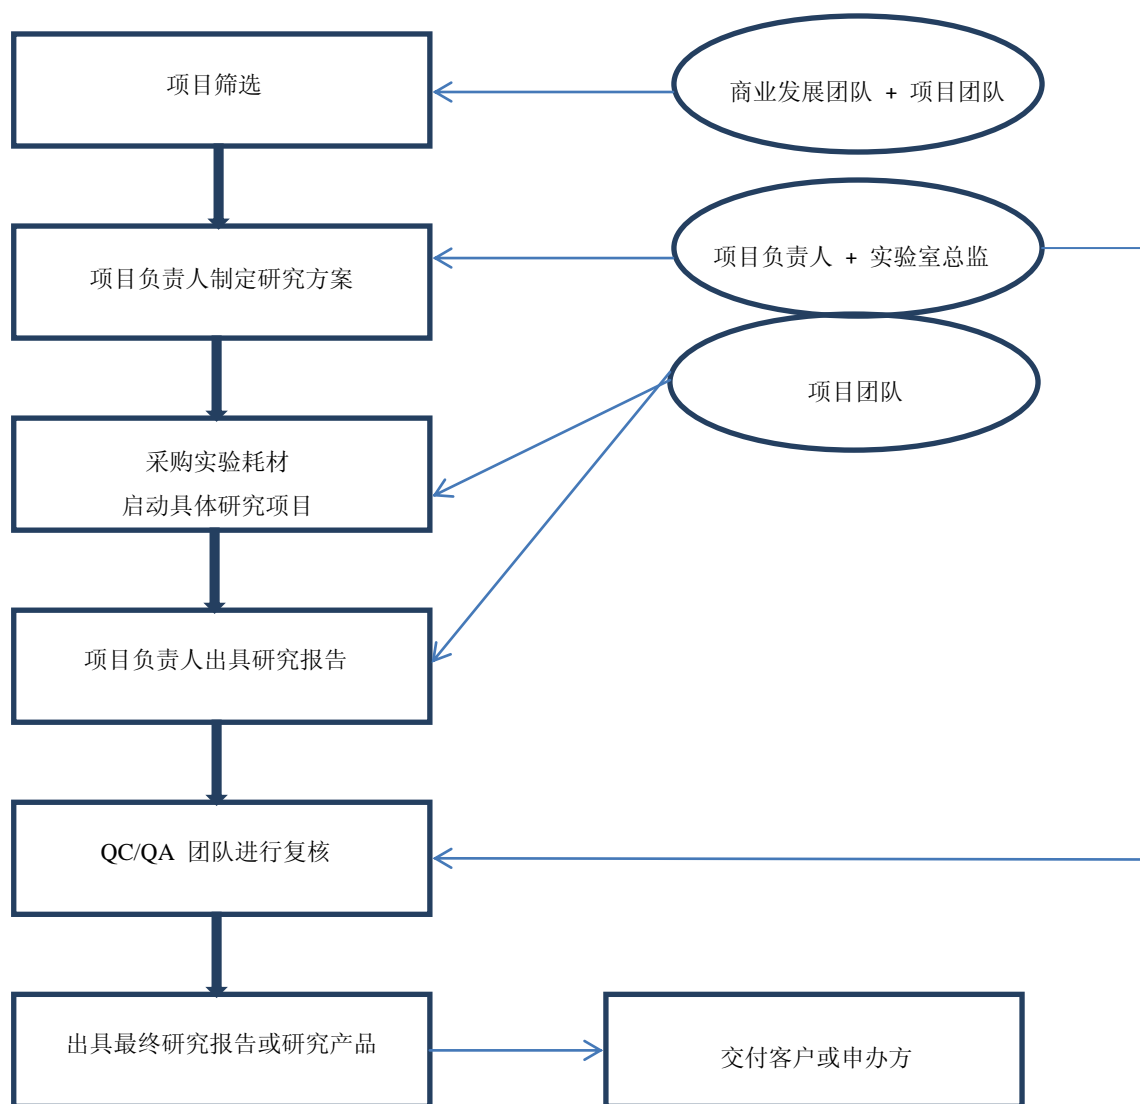 项目筛选
商业发展团队 + 项目团队
项目负责人制定研究方案
项目负责人 + 实验室总监
项目团队
采购实验耗材
启动具体研究项目
项目负责人出具研究报告
QC/QA 团队进行复核
出具最终研究报告或研究产品
交付客户或申办方